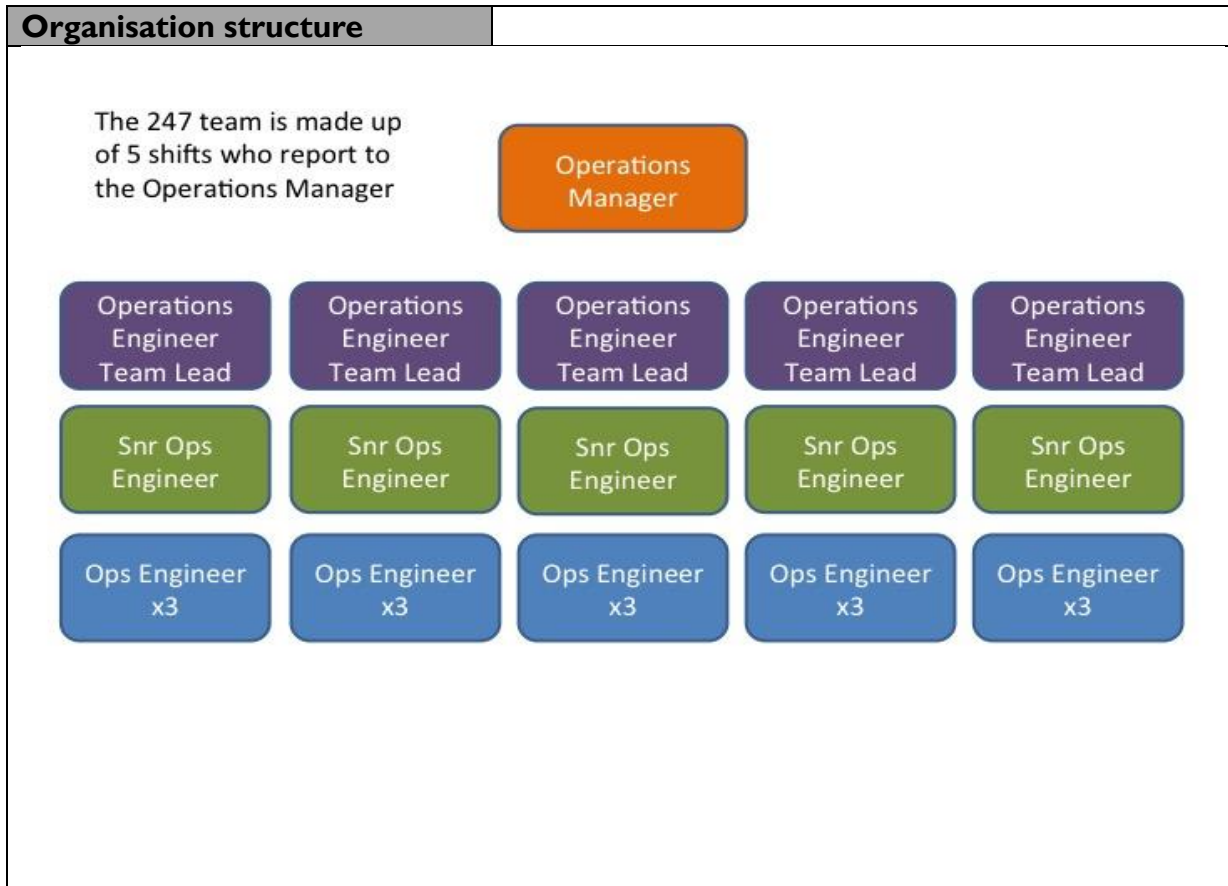 Organisation structure
The 247 team is made up
of 5 shifts who report to
the Operations Manager
Operations
Manager
Operations
Engineer
Team Lead
Operations
Engineer
Team Lead
Operations
Engineer
Team Lead
Operations
Engineer
Team Lead
Operations
Engineer
Team Lead
Snr Ops
Engineer
Snr Ops
Engineer
Snr Ops
Engineer
Snr Ops
Engineer
Snr Ops
Engineer
Ops Engineer
x3
Ops Engineer
x3
Ops Engineer
x3
Ops Engineer
x3
Ops Engineer
x3